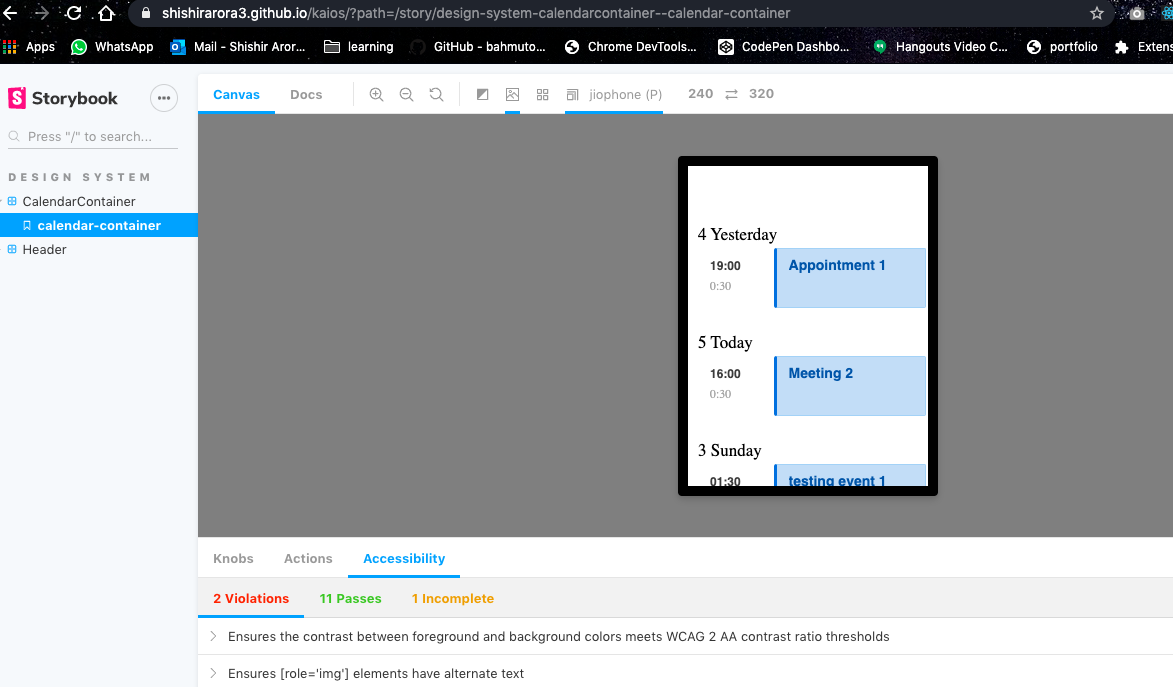 shishirarora3.github.io/kaios/?path=/story/design-system-calendarcontainer--calendar-container
Apps WhatsApp Mail - Shishir Aror... learning GitHub - bahmuto... Chrome DevTools... CodePen Dashbo... Hangouts Video C... portfolio Extens
S Storybook
Canvas Docs jiophone (P) 240 320
Press "/" to search...
DESIGN SYSTEM
CalendarContainer
calendar-container
Header
4 Yesterday
19:00 Appointment 1
0:30
5 Today
16:00 Meeting 2
0:30
3 Sunday
01:30 testing event 1
Knobs Actions Accessibility
2 Violations 11 Passes 1 Incomplete
Ensures the contrast between foreground and background colors meets WCAG 2 AA contrast ratio thresholds
Ensures [role='img'] elements have alternate text